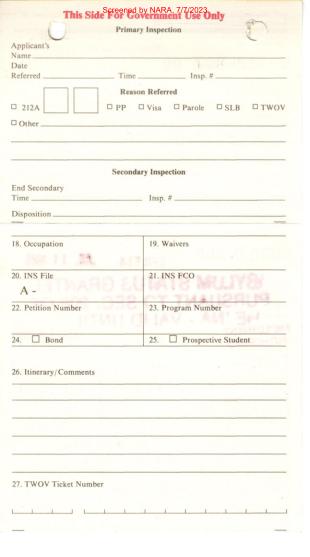 Screened by NARA, 7/7/2023
This Side For Government Use Only
Primary Inspection
Applicant's
Name
Date
Referred Time Insp. #
Reason Referred
212A PP Visa Parole SLB TWOV
Other
Secondary Inspection
End Secondary
Time Insp. #
Disposition
18. Occupation 19. Waivers
20. INS File 21. INS FCO
A -
22. Petition Number 23. Program Number
24. Bond 25. Prospective Student
26. Itinerary/Comments
27. TWOV Ticket Number